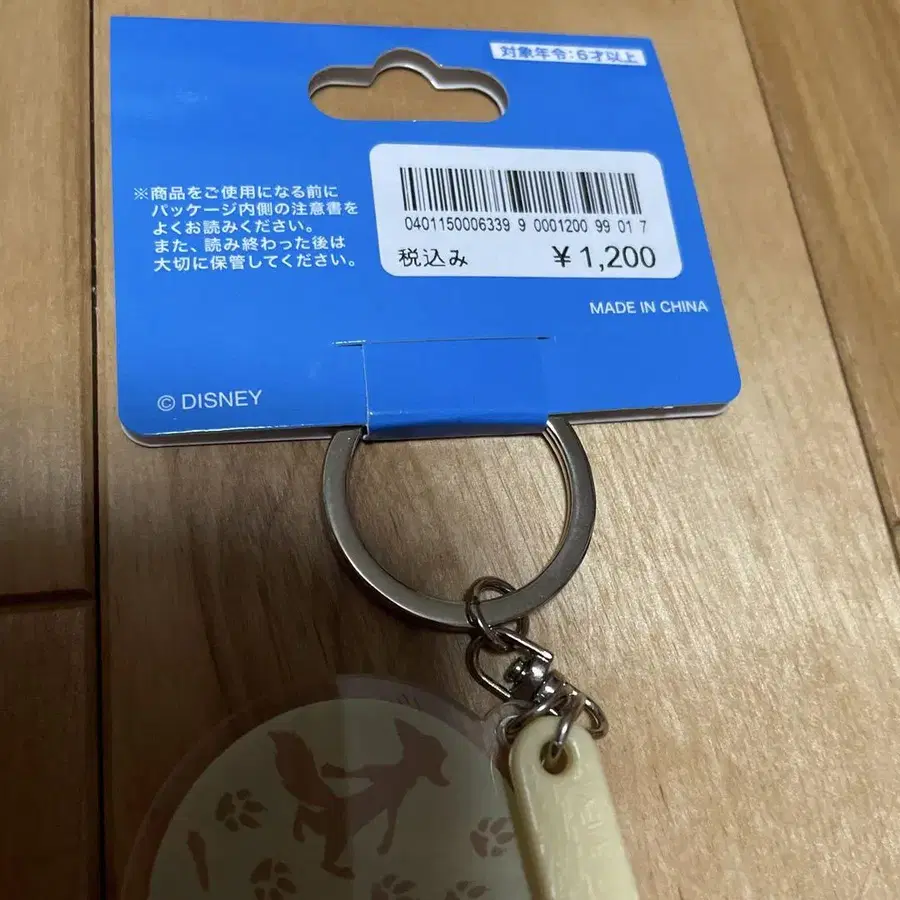 対象年令:6才以上
※商品をご使用になる前に
パッケージ内側の注意書を
よくお読みください。
また、読み終わった後は
大切に保管してください。
0401150006339 9 0001200 99 01 7
税込み ￥1,200
MADE IN CHINA
© DISNEY